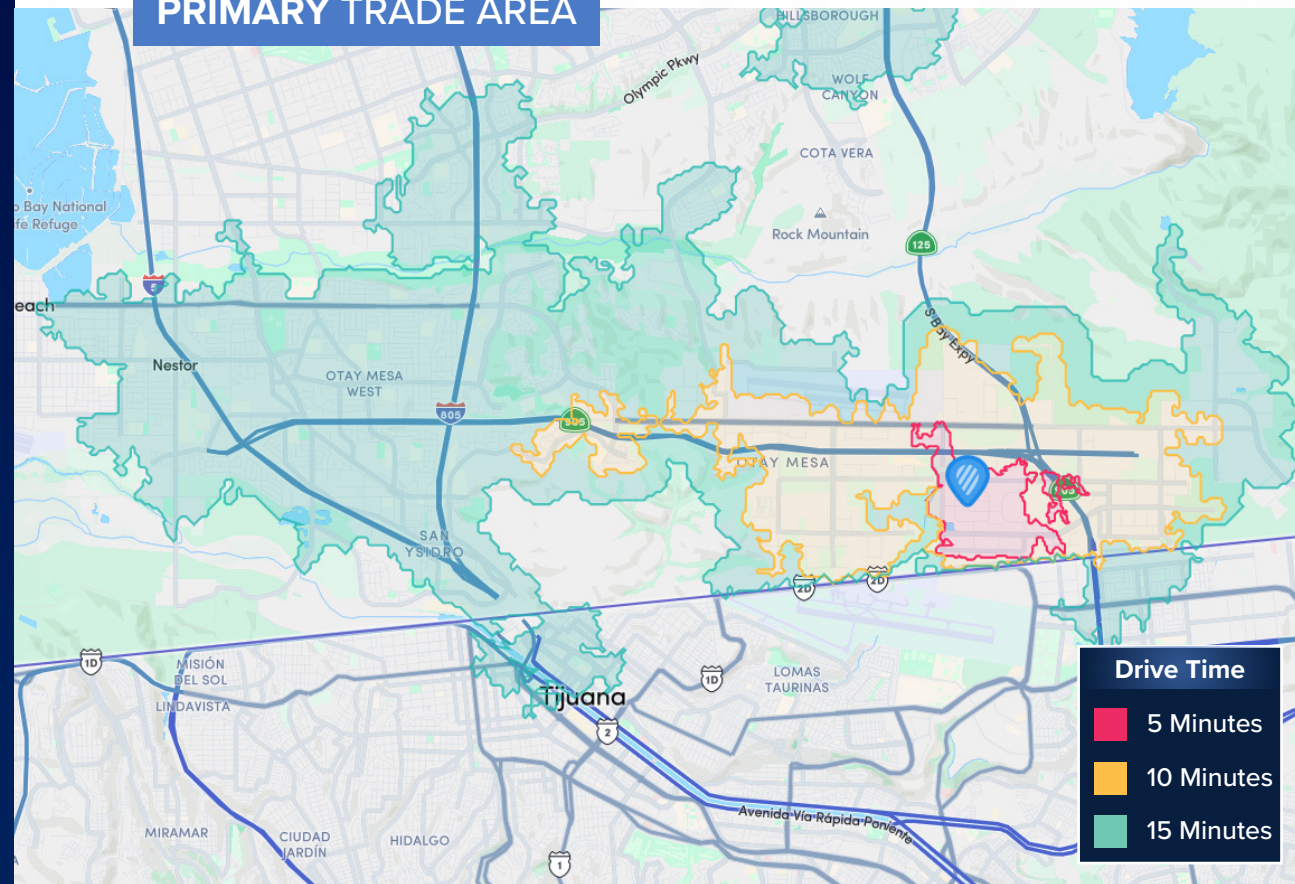 PRIMARY TRADE AREA
HILLSBOROUGH
WOLF
CANYON
Olympic Pkwy
COTA VERA
Rock Mountain
125
Bay National
Refuge
5
each
S Bay Expy
Nestor
OTAY MESA
WEST
805
905
OTAY MESA
905
SAN
YSIDRO
2D
2D
1D
MISIÓN
DEL SOL
LINDAVISTA
1D
LOMAS
TAURINAS
Tijuana
2
Drive Time
5 Minutes
10 Minutes
15 Minutes
Avenida Vía Rápida Poniente
MIRAMAR
CIUDAD
JARDÍN
HIDALGO
1